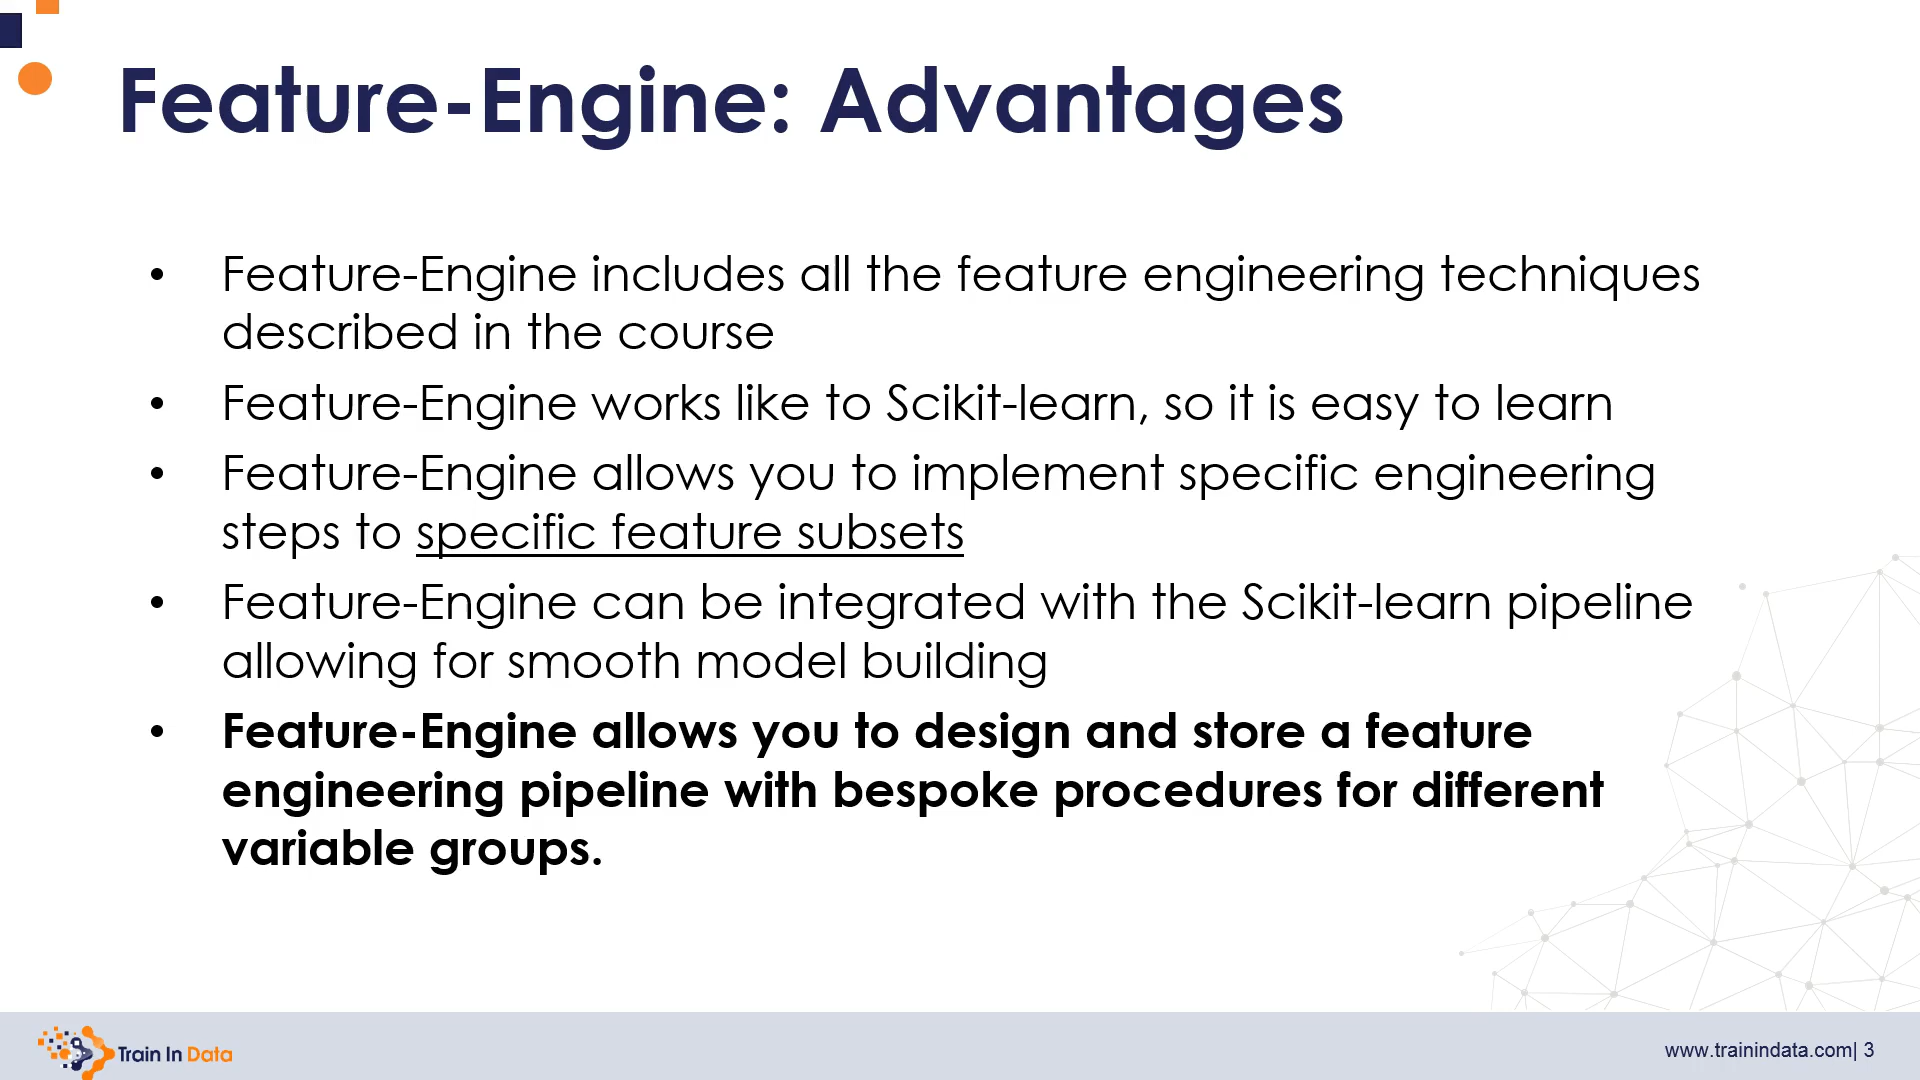 Feature-Engine: Advantages
• Feature-Engine includes all the feature engineering techniques
described in the course
• Feature-Engine works like to Scikit-learn, so it is easy to learn
• Feature-Engine allows you to implement specific engineering
steps to specific feature subsets
• Feature-Engine can be integrated with the Scikit-learn pipeline
allowing for smooth model building
• Feature-Engine allows you to design and store a feature
engineering pipeline with bespoke procedures for different
variable groups.
Train In Data
www.trainindata.com| 3